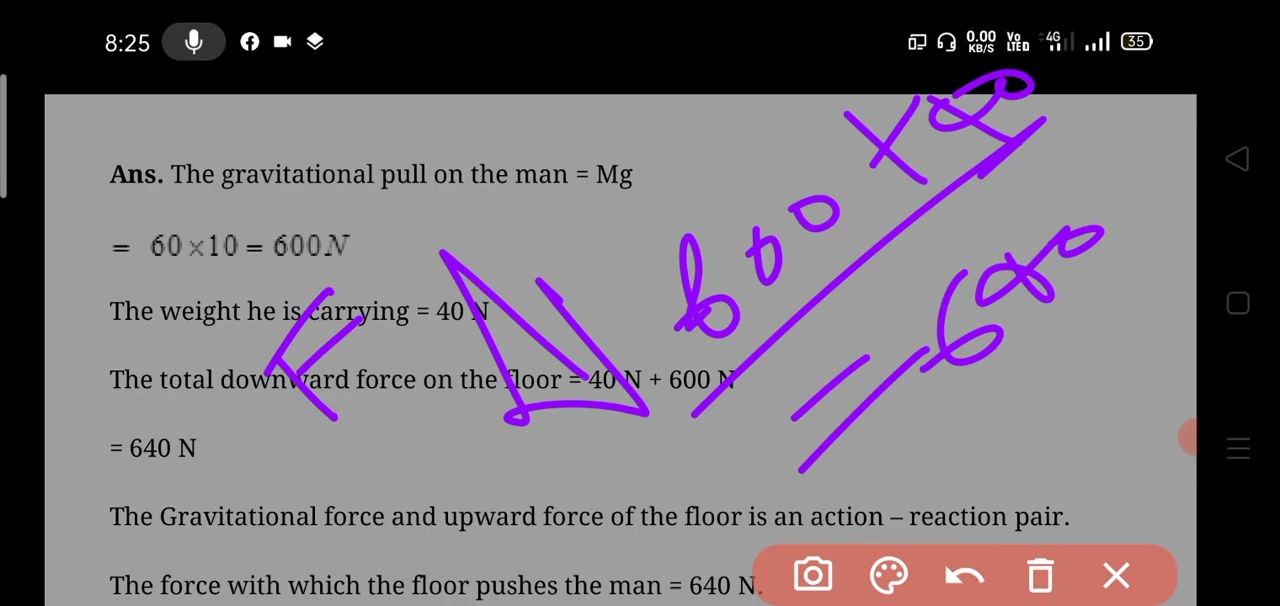 8:25 0.00 KB/S Vo LTE 4G 35
Ans. The gravitational pull on the man = Mg
= 60×10 = 600N
The weight he is carrying = 40 N
The total downward force on the floor = 40 N + 600 N
= 640 N
The Gravitational force and upward force of the floor is an action – reaction pair.
The force with which the floor pushes the man = 640 N.
600
=